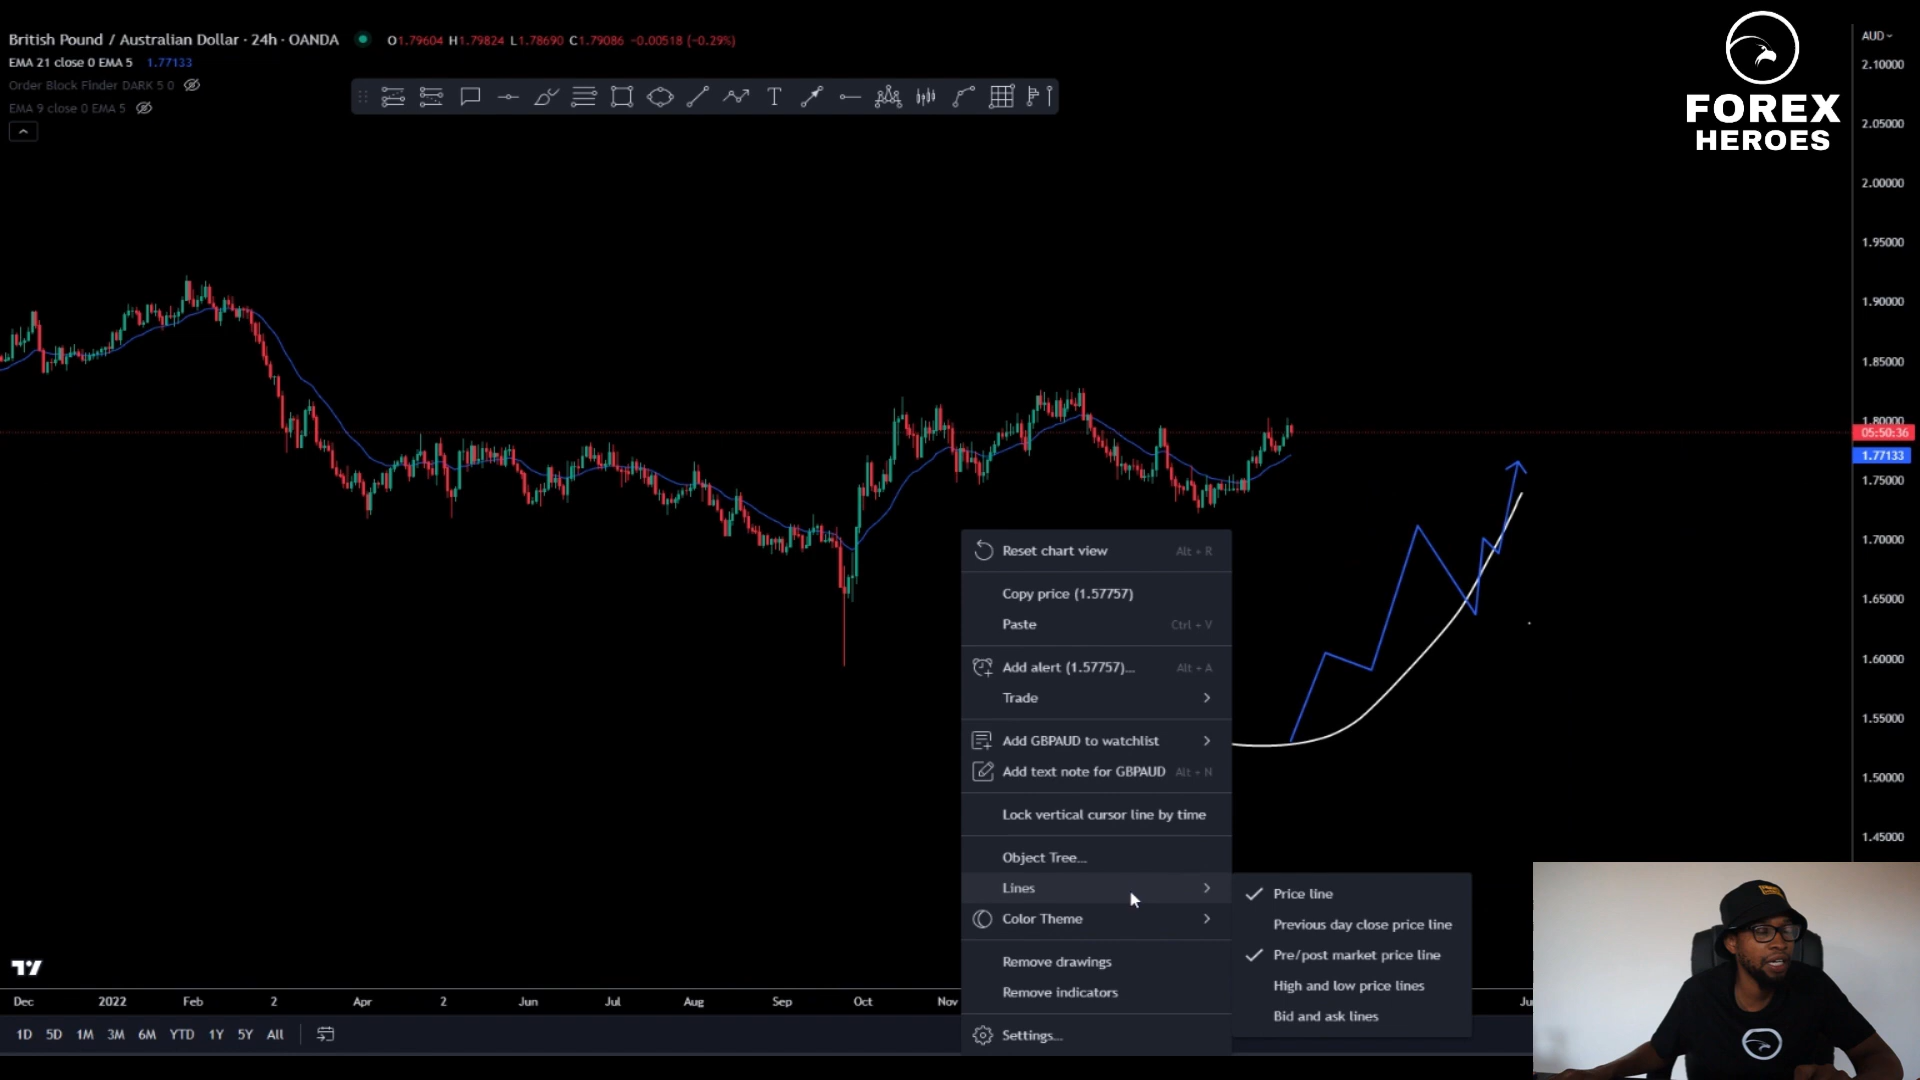 British Pound / Australian Dollar · 24h · OANDA O1.79604 H1.79824 L1.78690 C1.79086 -0.00518 (-0.29%)
EMA 21 close 0 EMA 5 1.77133
Order Block Finder DARK 5 0
EMA 9 close 0 EMA 5
FOREX
HEROES
AUD
2.10000
2.05000
2.00000
1.95000
1.90000
1.85000
1.80000
05:50:36
1.77133
1.75000
1.70000
1.65000
1.60000
1.55000
1.50000
1.45000
Reset chart view Alt + R
Copy price (1.57757)
Paste Ctrl + V
Add alert (1.57757)... Alt + A
Trade
Add GBPAUD to watchlist
Add text note for GBPAUD Alt + N
Lock vertical cursor line by time
Object Tree...
Lines
Color Theme
Remove drawings
Remove indicators
Settings...
Price line
Previous day close price line
Pre/post market price line
High and low price lines
Bid and ask lines
Dec 2022 Feb 2 Apr 2 Jun Jul Aug Sep Oct Nov
1D 5D 1M 3M 6M YTD 1Y 5Y All